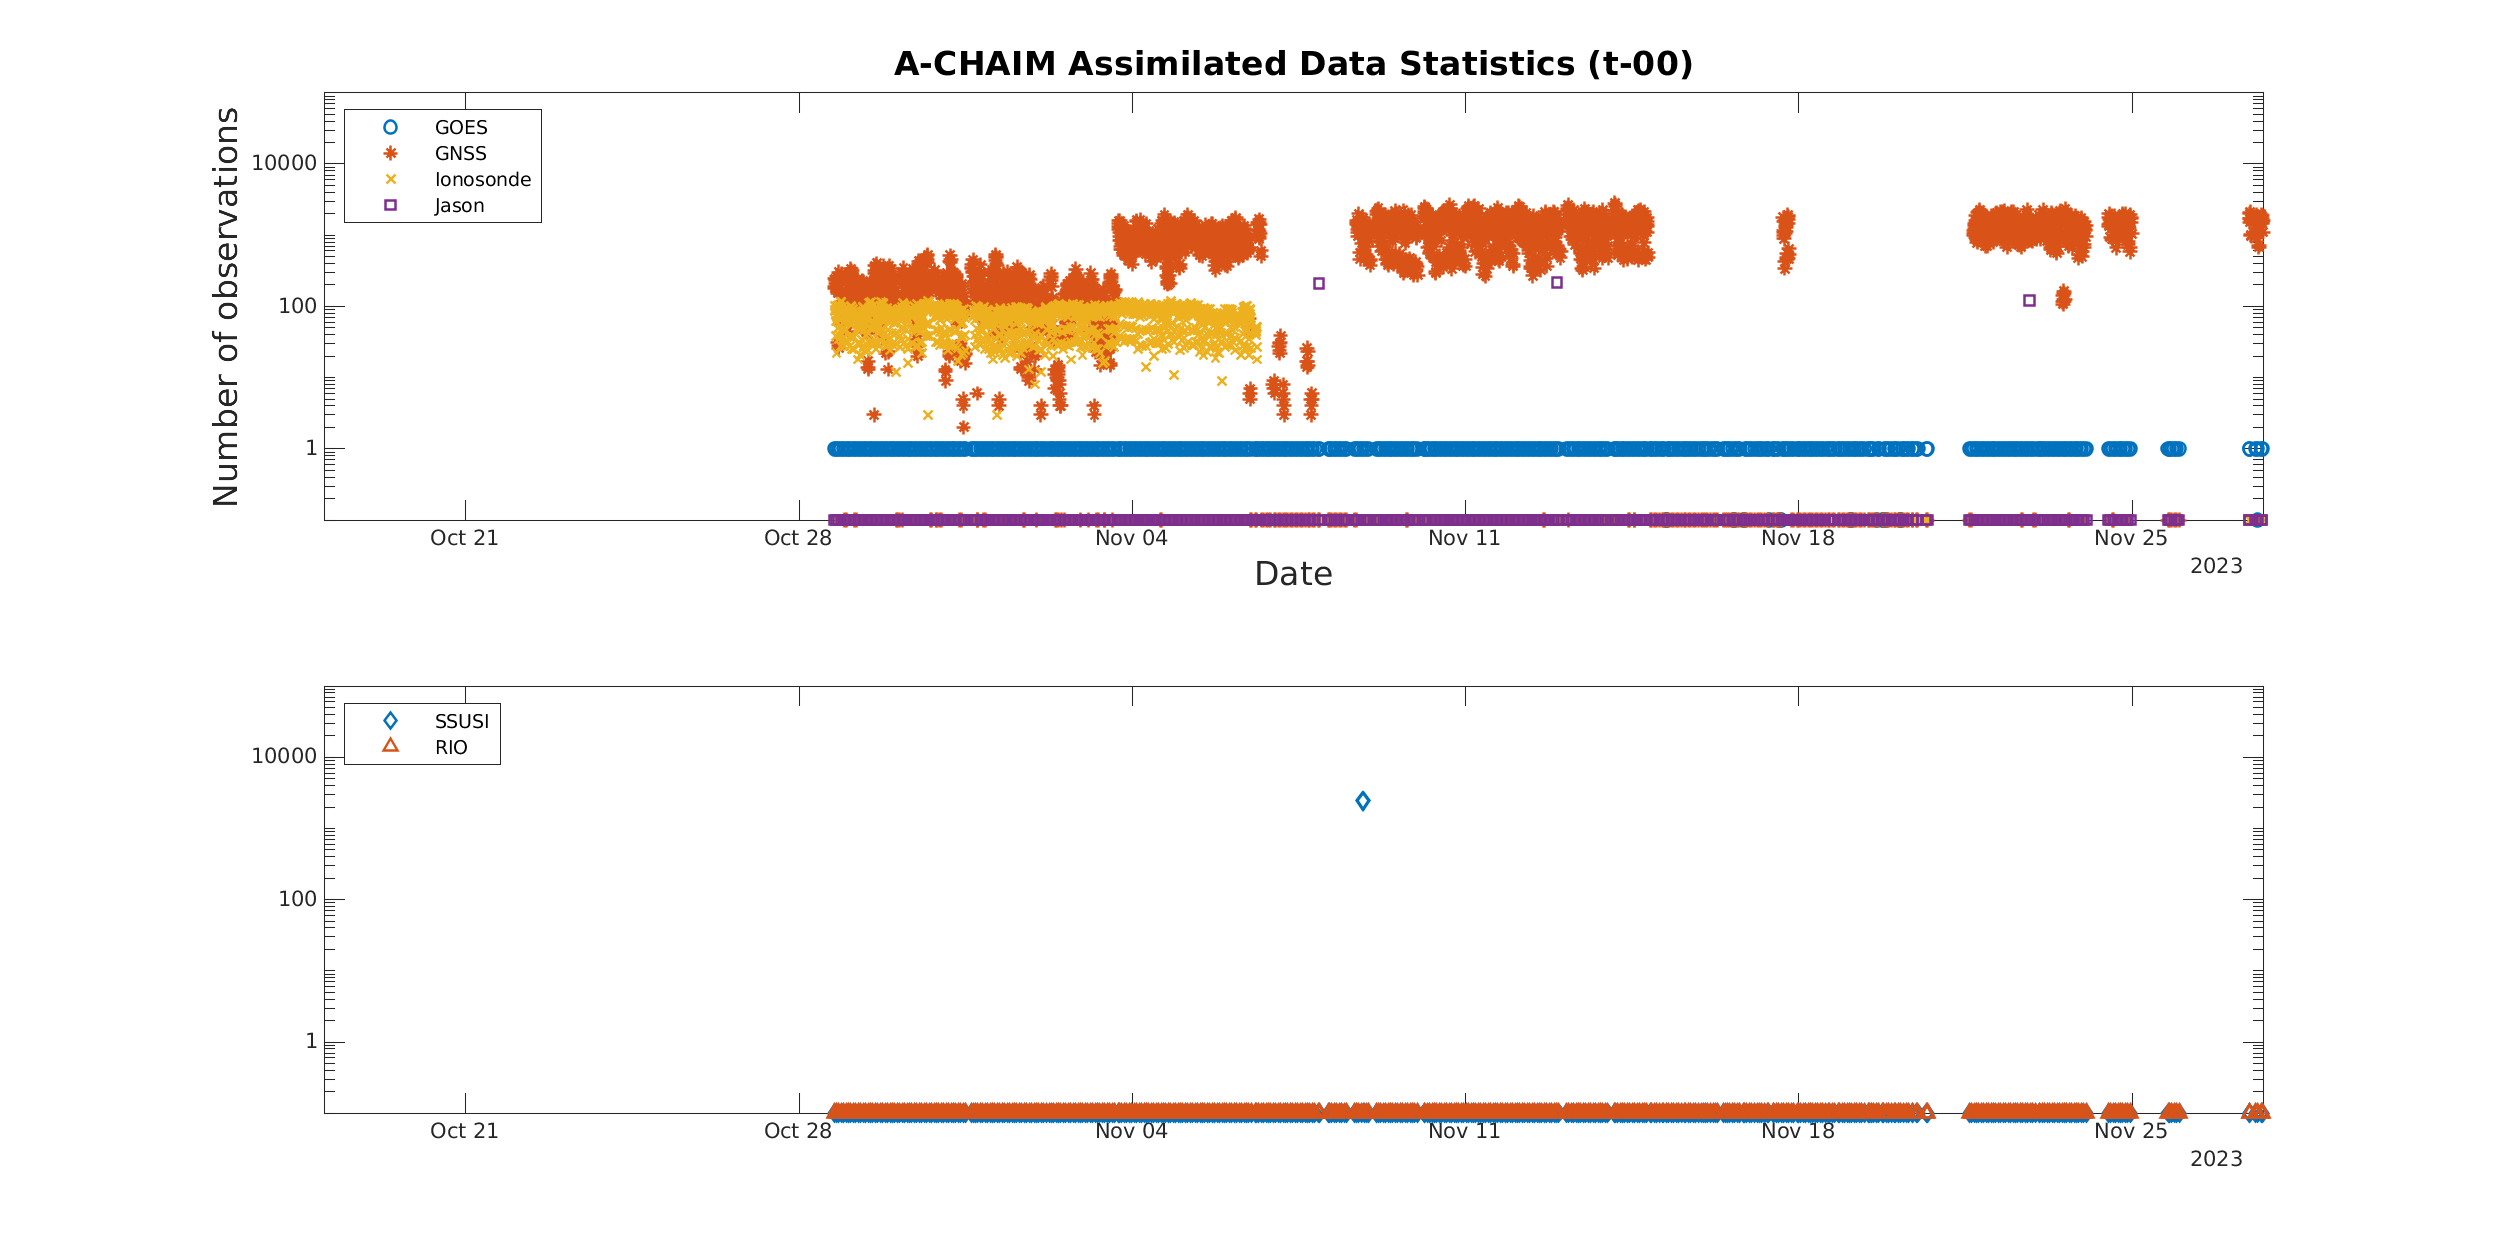 A-CHAIM Assimilated Data Statistics (t-00)
Number of observations
10000
100
1
GOES
GNSS
Ionosonde
Jason
Oct 21
Oct 28
Nov 04
Nov 11
Nov 18
Nov 25
2023
Date
10000
100
1
SSUSI
RIO
Oct 21
Oct 28
Nov 04
Nov 11
Nov 18
Nov 25
2023